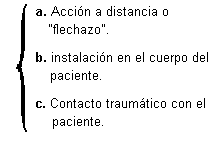 a. Acción a distancia o
"flechazo".
b. instalación en el cuerpo del
paciente.
c. Contacto traumático con el
paciente.